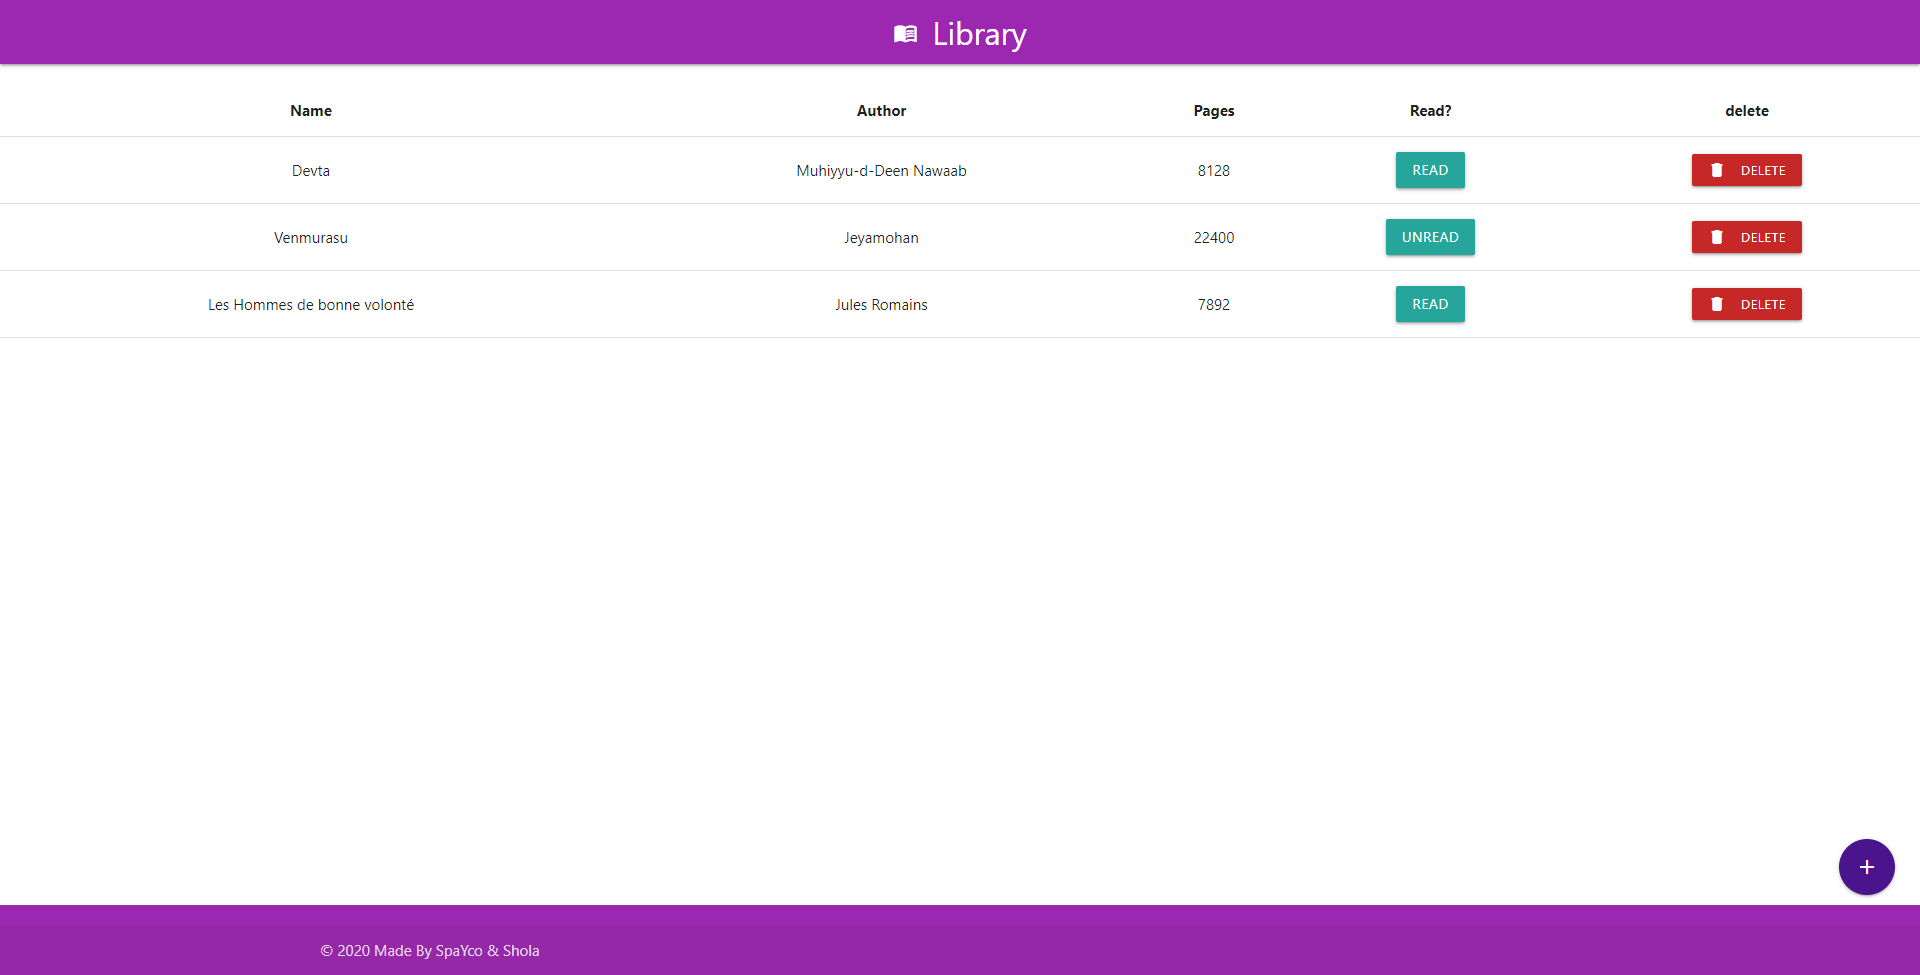 Library
Name Author Pages Read? delete
Devta Muhiyyu-d-Deen Nawaab 8128 READ DELETE
Venmurasu Jeyamohan 22400 UNREAD DELETE
Les Hommes de bonne volonté Jules Romains 7892 READ DELETE
+
© 2020 Made By SpaYco & Shola